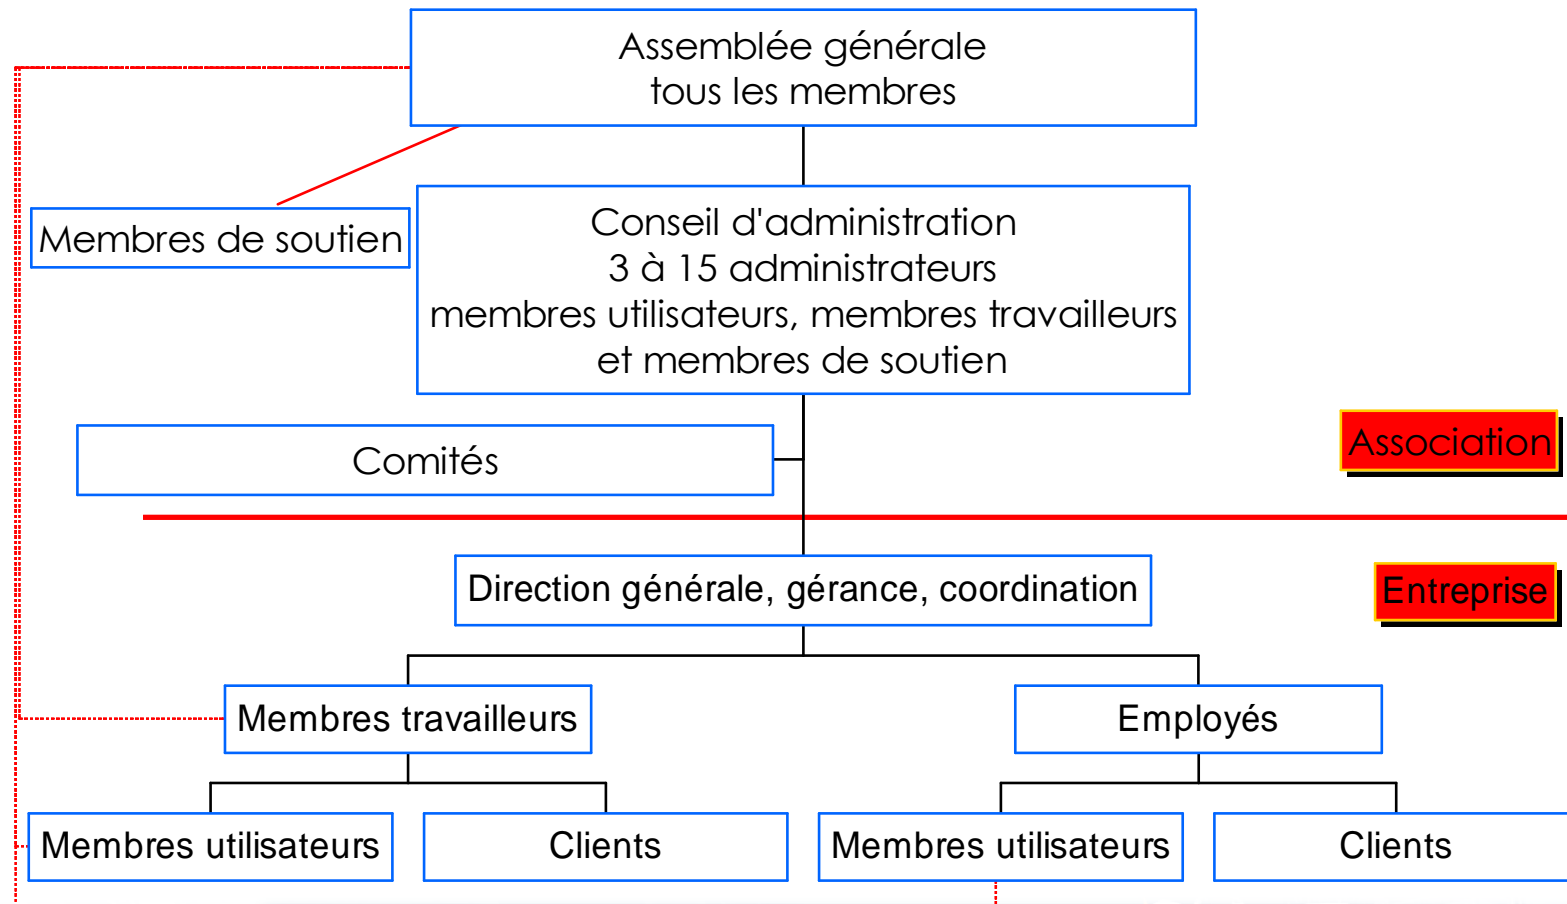 Assemblée générale
tous les membres
Membres de soutien
Conseil d'administration
3 à 15 administrateurs
membres utilisateurs, membres travailleurs
et membres de soutien
Comités
Association
Direction générale, gérance, coordination
Entreprise
Membres travailleurs
Employés
Membres utilisateurs
Clients
Membres utilisateurs
Clients